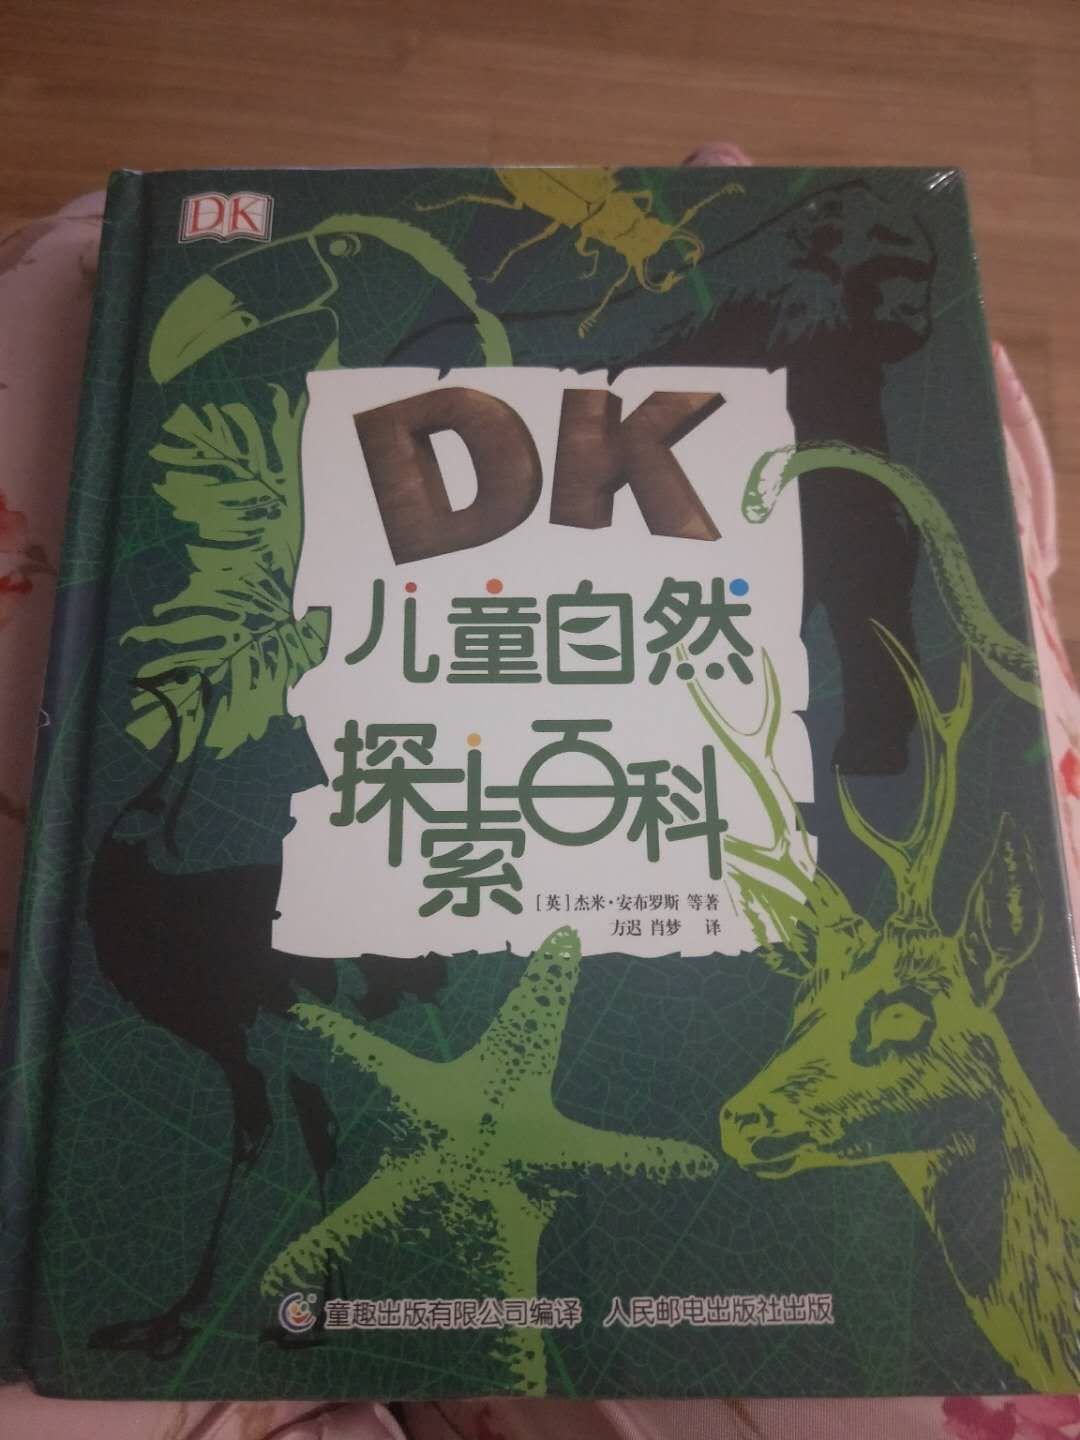 DK
DK
儿童自然
探索百科
[英]杰米·安布罗斯 等著
方迟 肖梦 译
童趣出版有限公司编译 人民邮电出版社出版